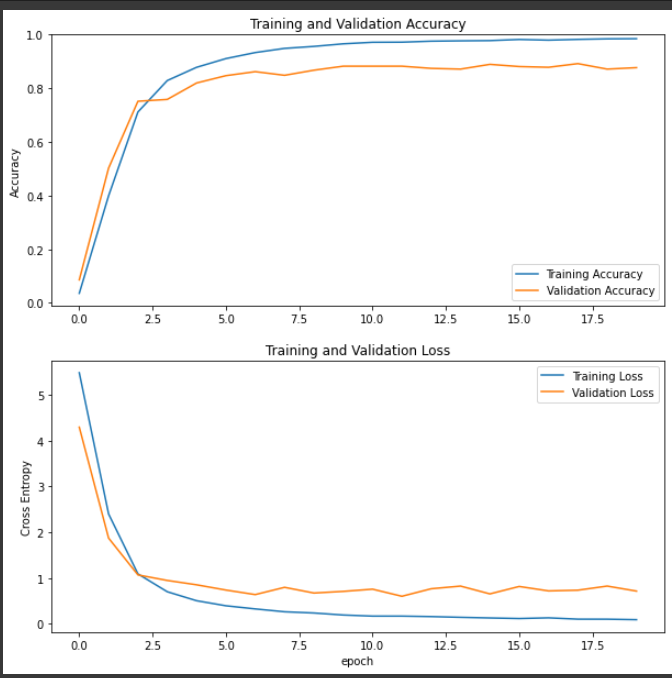 Training and Validation Accuracy
1.0
0.8
0.6
0.4
0.2
0.0
Accuracy
Training Accuracy
Validation Accuracy
0.0 2.5 5.0 7.5 10.0 12.5 15.0 17.5
Training and Validation Loss
5
4
3
2
1
0
Cross Entropy
Training Loss
Validation Loss
0.0 2.5 5.0 7.5 10.0 12.5 15.0 17.5
epoch